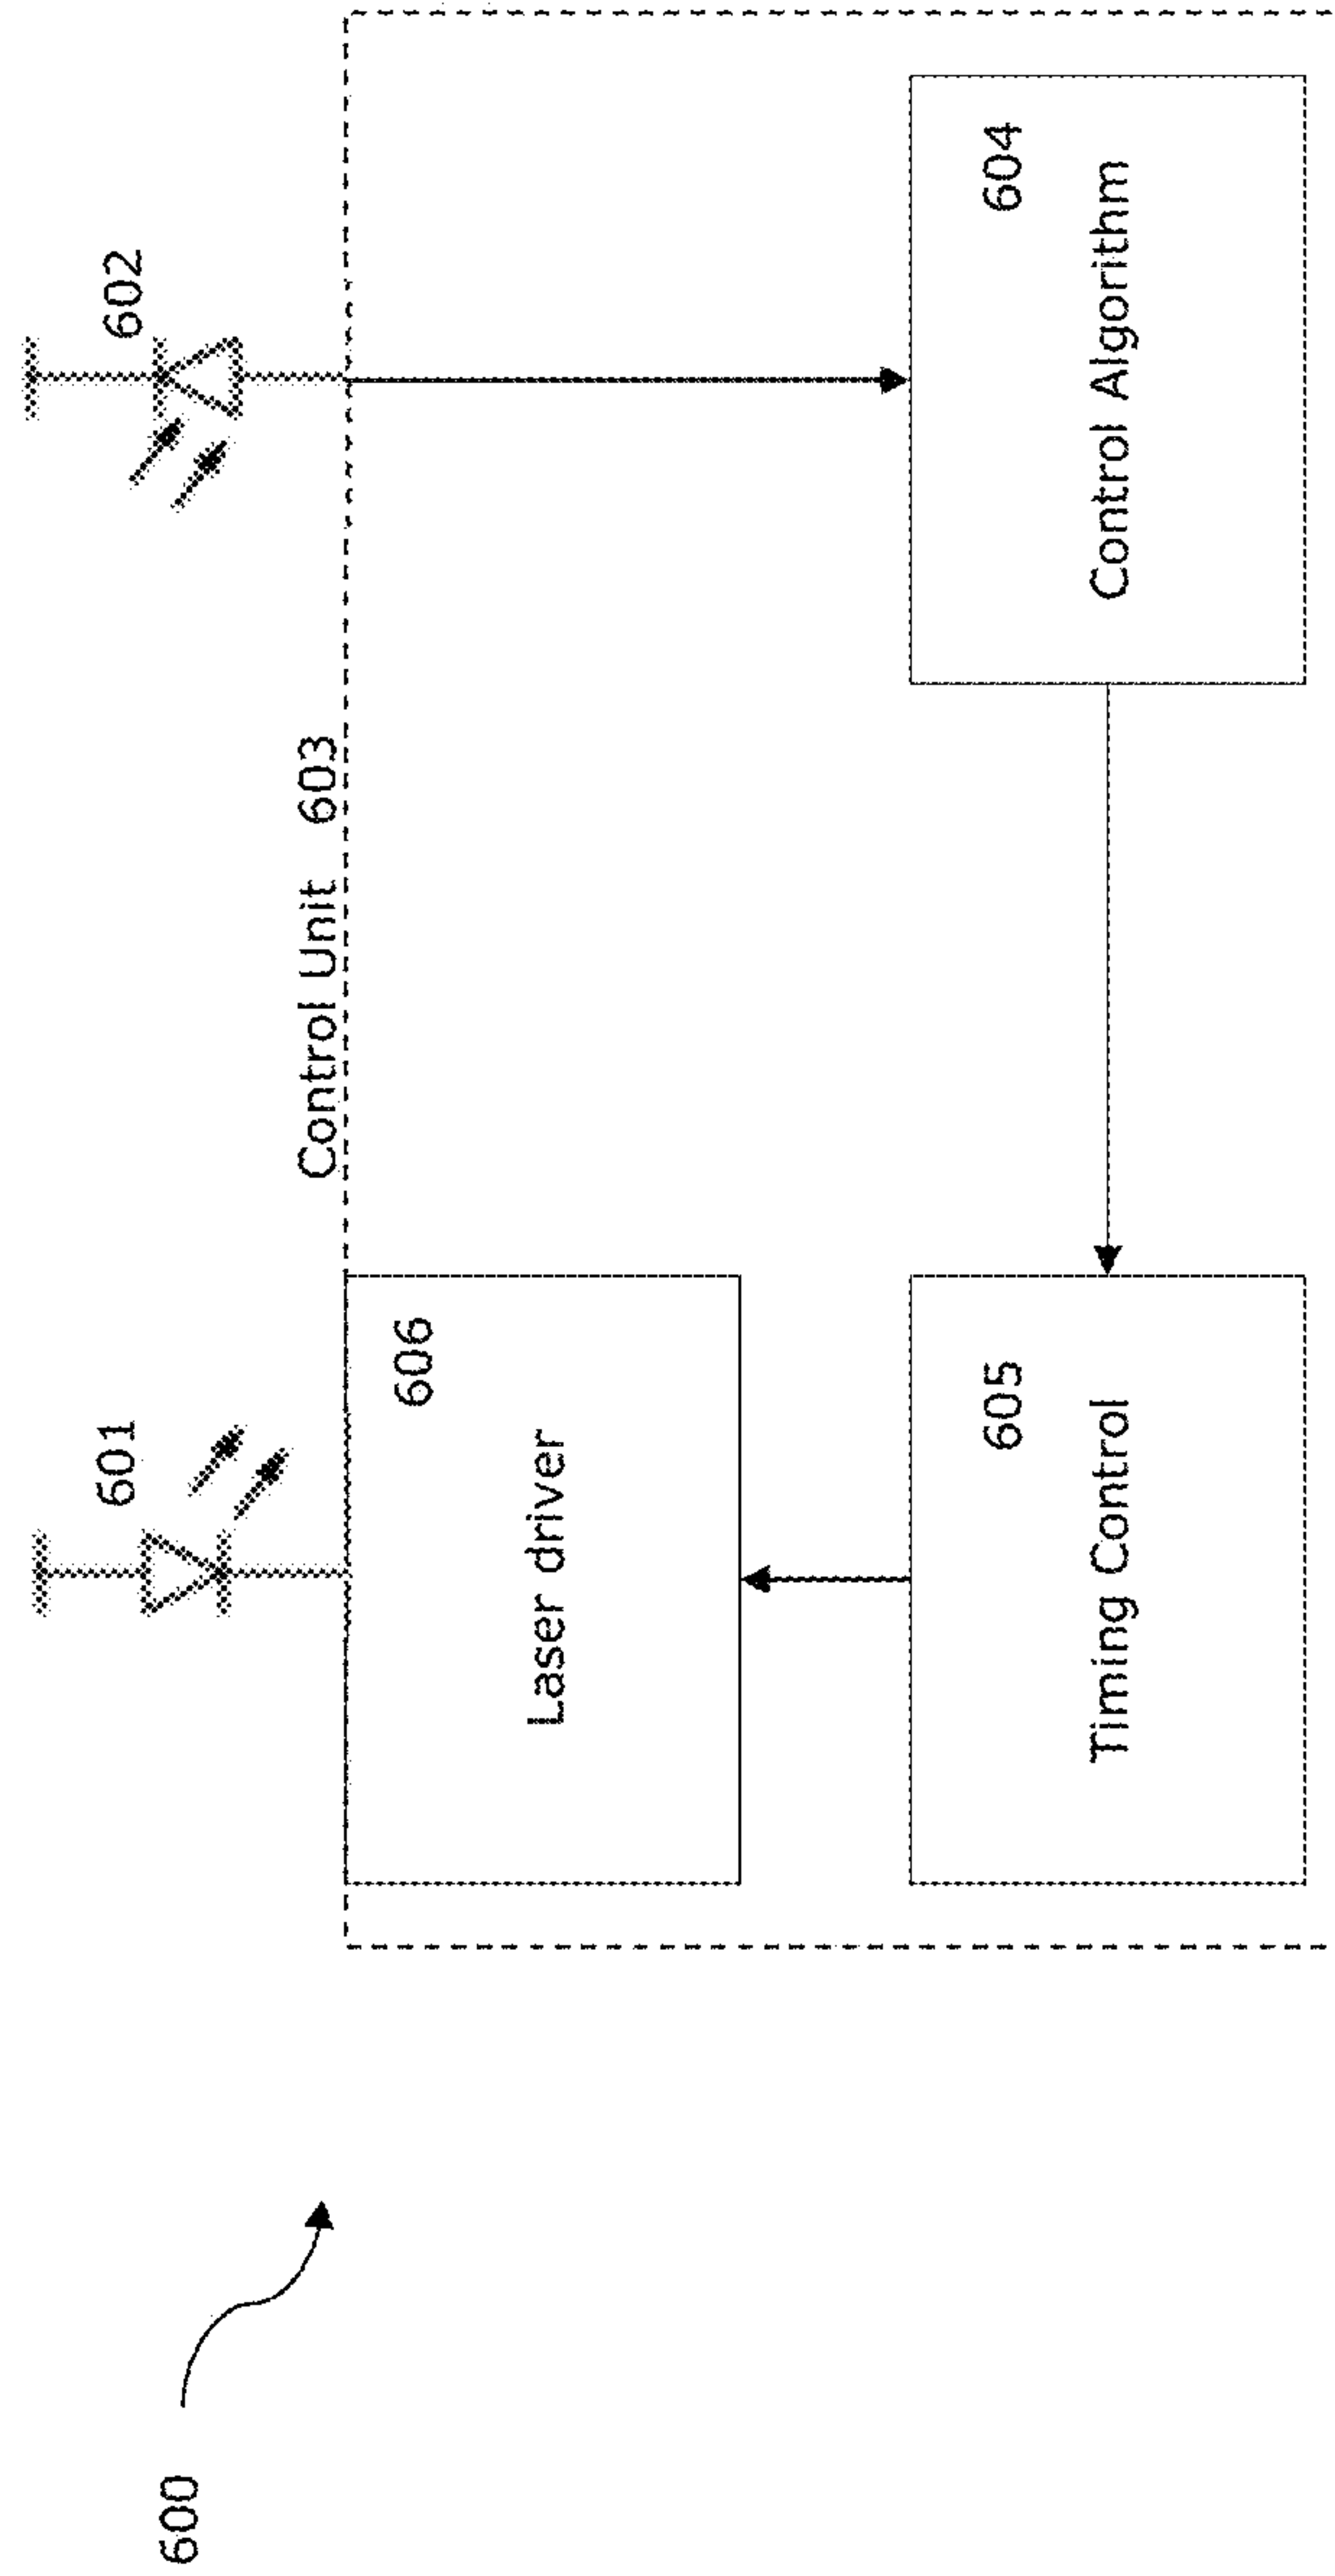 601
602
600
Control Unit 603
606
Laser driver
605
Timing Control
604
Control Algorithm